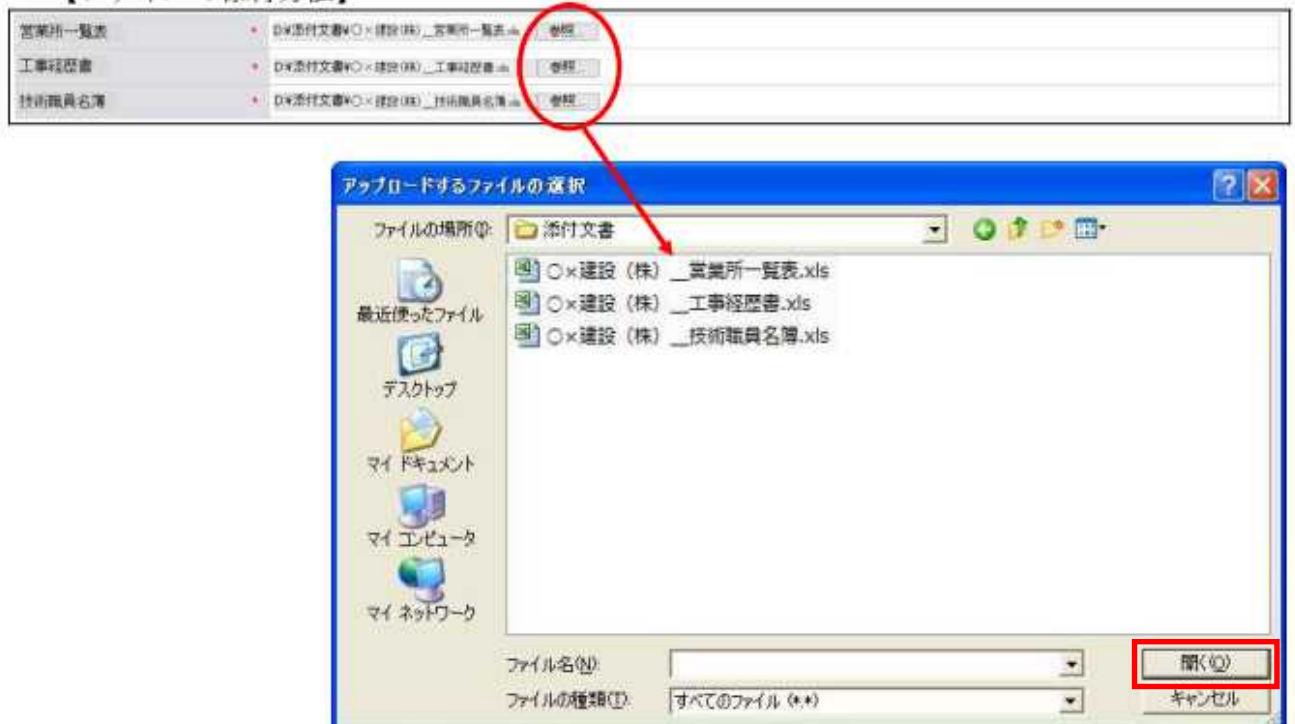 営業所一覧表 * D¥添付文書¥○×建設(株)__営業所一覧表.xls 参照...
工事経歴書 * D¥添付文書¥○×建設(株)__工事経歴書.xls 参照...
技術職員名簿 * D¥添付文書¥○×建設(株)__技術職員名簿.xls 参照...
アップロードするファイルの選択
ファイルの場所(I): 添付文書
○×建設（株）__営業所一覧表.xls
○×建設（株）__工事経歴書.xls
○×建設（株）__技術職員名簿.xls
最近使ったファイル
デスクトップ
マイ ドキュメント
マイ コンピュータ
マイ ネットワーク
ファイル名(N): 開く(O)
ファイルの種類(T): すべてのファイル (*.*) キャンセル